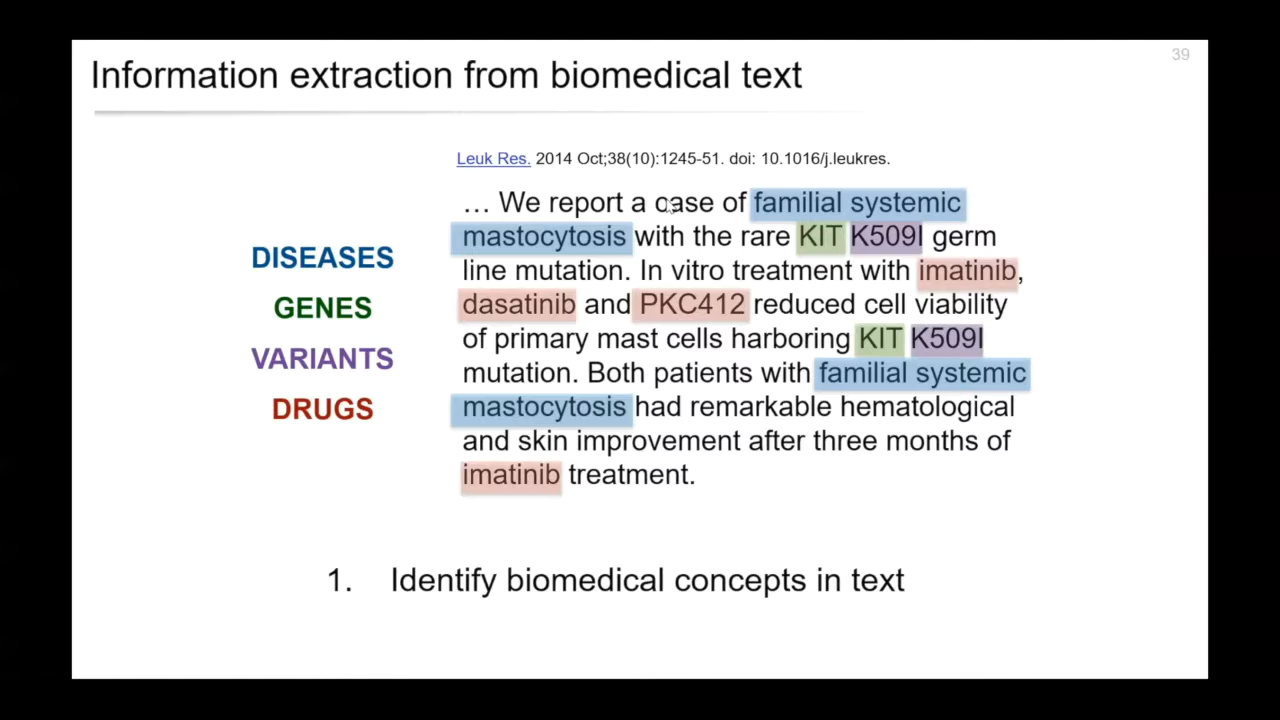 39
Information extraction from biomedical text
Leuk Res. 2014 Oct;38(10):1245-51. doi: 10.1016/j.leukres.
… We report a case of familial systemic
mastocytosis with the rare KIT K509I germ
line mutation. In vitro treatment with imatinib,
dasatinib and PKC412 reduced cell viability
of primary mast cells harboring KIT K509I
mutation. Both patients with familial systemic
mastocytosis had remarkable hematological
and skin improvement after three months of
imatinib treatment.
DISEASES
GENES
VARIANTS
DRUGS
1. Identify biomedical concepts in text